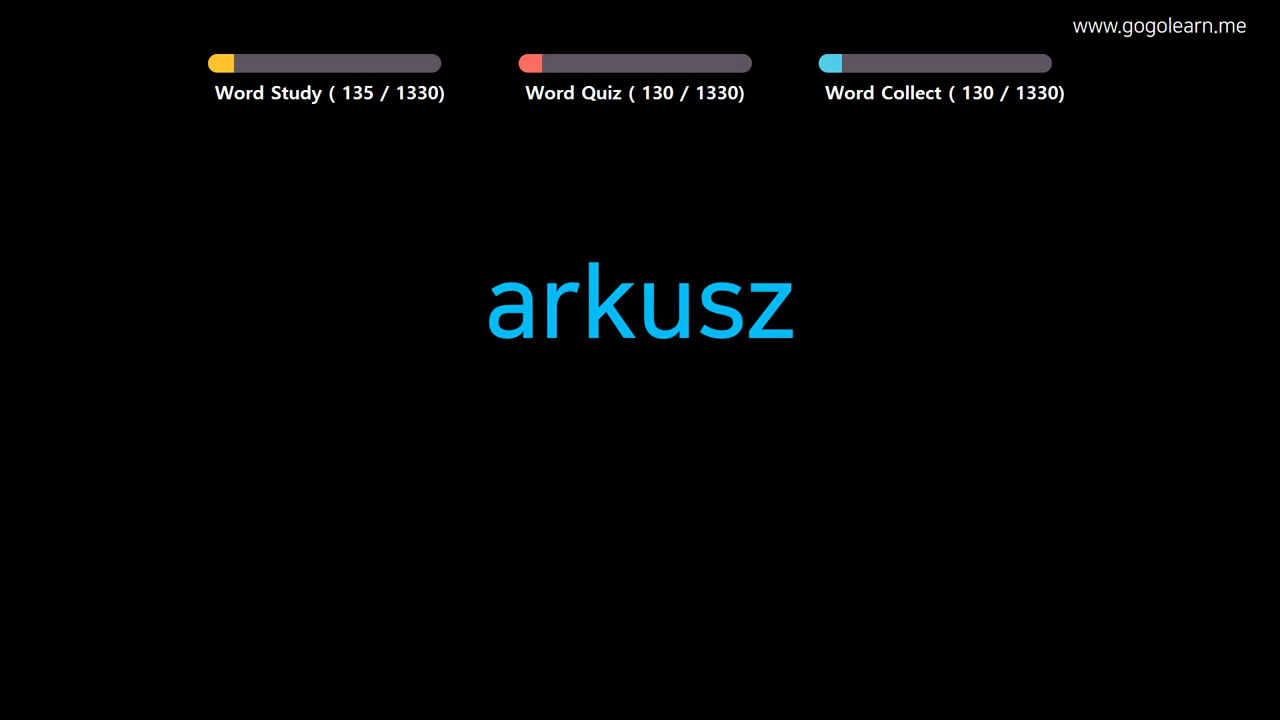 www.gogolearn.me
Word Study ( 135 / 1330)
Word Quiz ( 130 / 1330)
Word Collect ( 130 / 1330)
arkusz